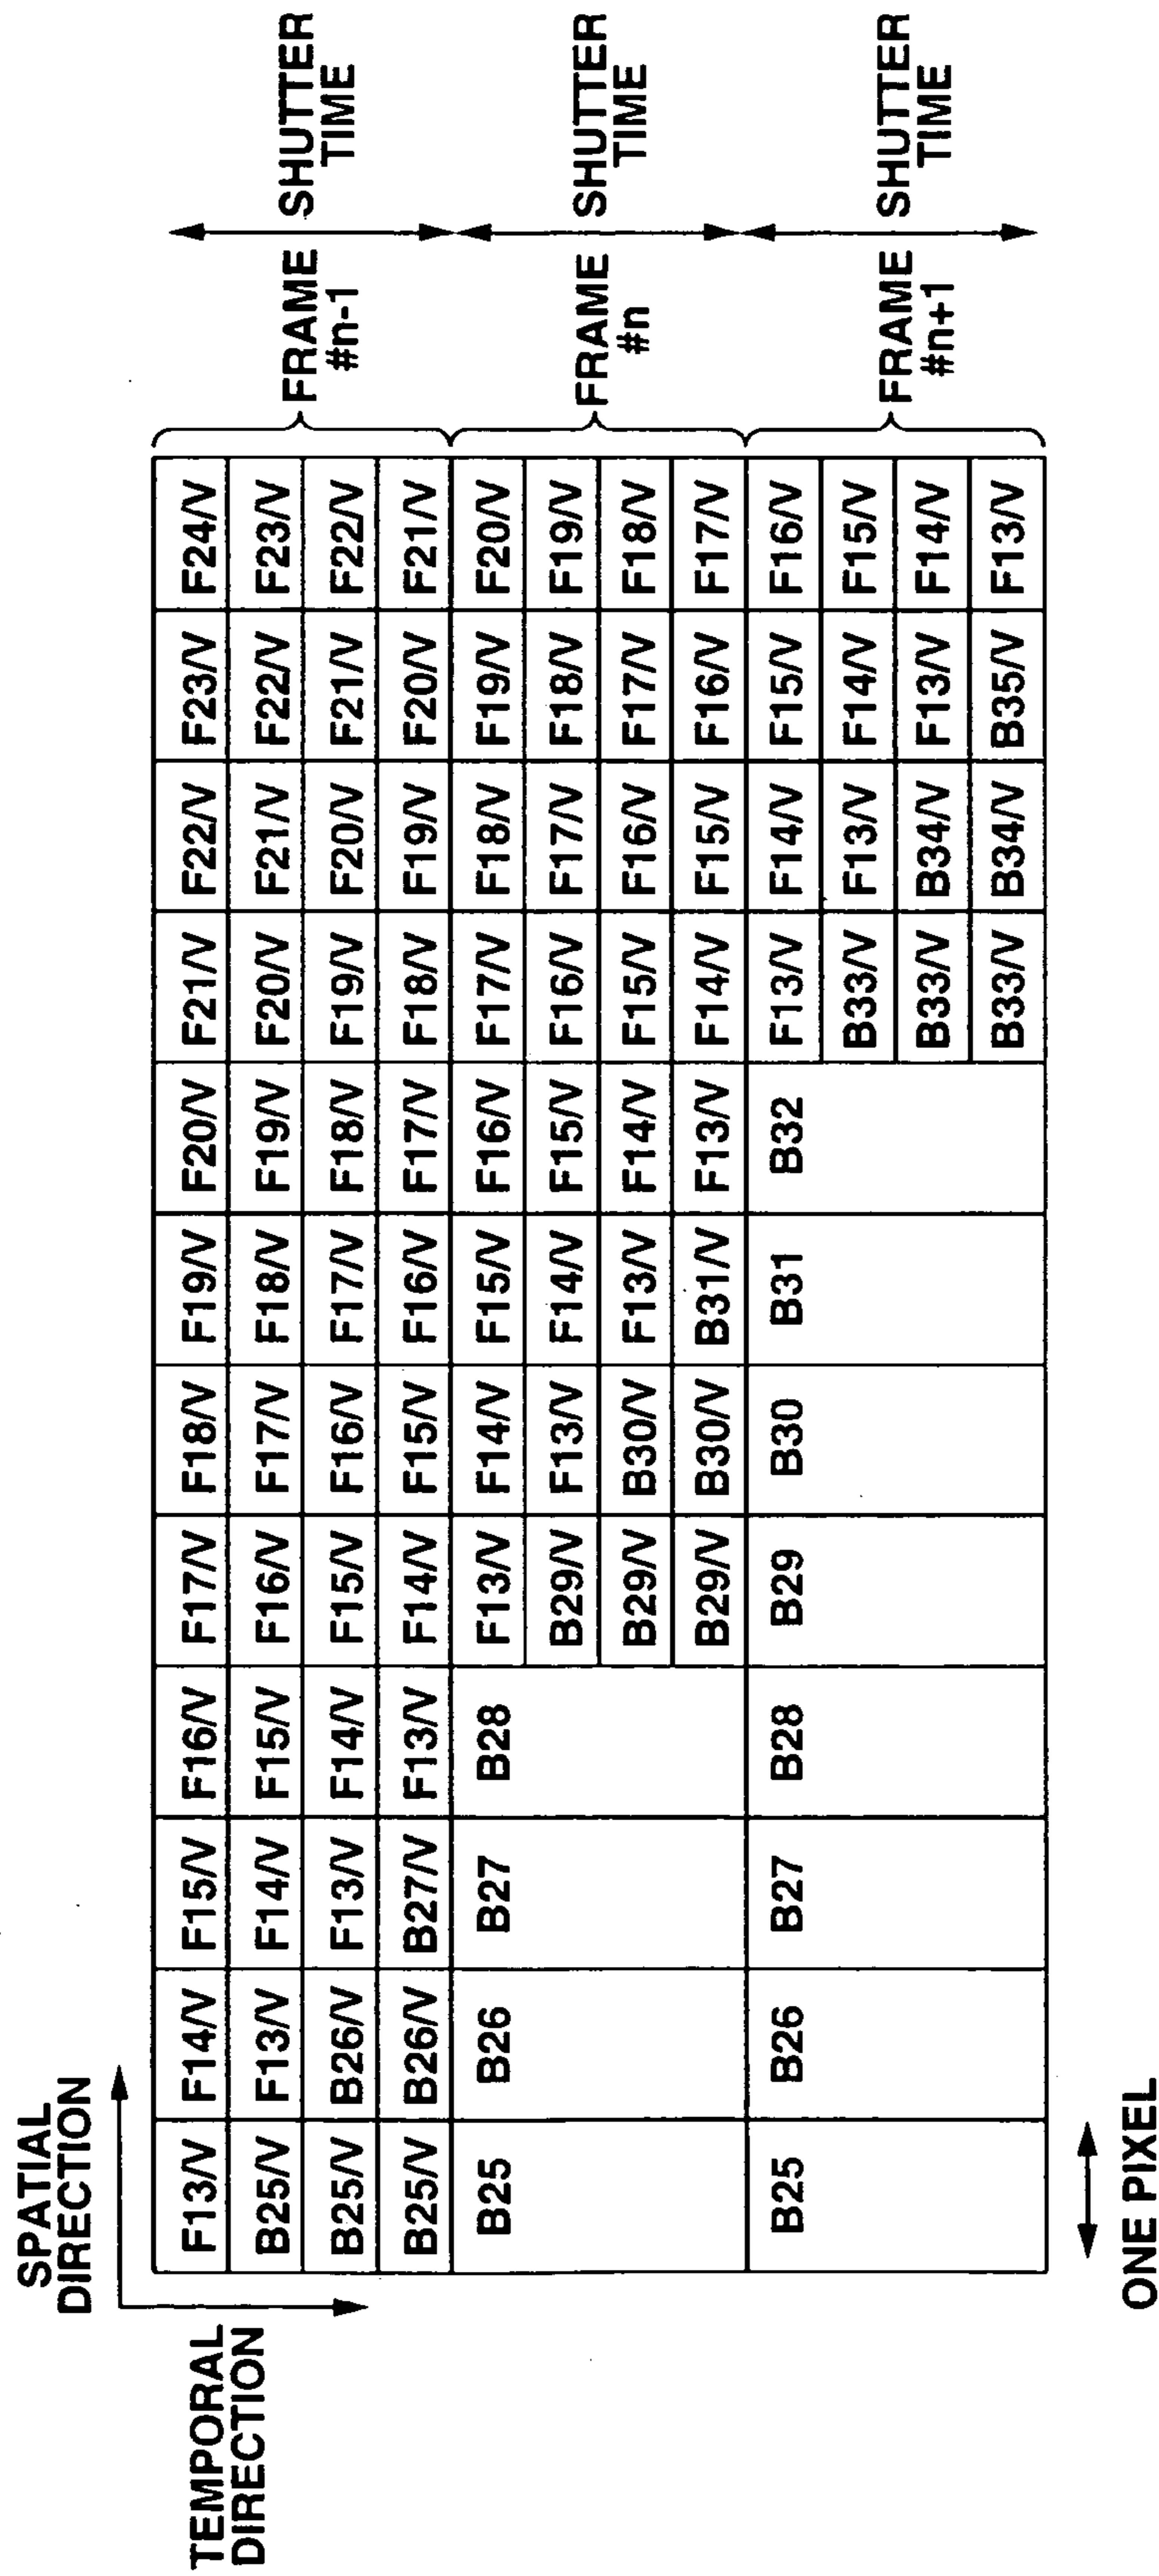 SPATIAL
DIRECTION
TEMPORAL
DIRECTION
F13/V F14/V F15/V F16/V F17/V F18/V F19/V F20/V F21/V F22/V F23/V F24/V
B25/V F13/V F14/V F15/V F16/V F17/V F18/V F19/V F20/V F21/V F22/V F23/V
B25/V B26/V F13/V F14/V F15/V F16/V F17/V F18/V F19/V F20/V F21/V F22/V
B25/V B26/V B27/V F13/V F14/V F15/V F16/V F17/V F18/V F19/V F20/V F21/V
FRAME
#n-1
SHUTTER
TIME
B25 B26 B27 B28 F13/V F14/V F15/V F16/V F17/V F18/V F19/V F20/V
B29/V F13/V F14/V F15/V F16/V F17/V F18/V F19/V
B29/V B30/V F13/V F14/V F15/V F16/V F17/V F18/V
B29/V B30/V B31/V F13/V F14/V F15/V F16/V F17/V
FRAME
#n
SHUTTER
TIME
B25 B26 B27 B28 B29 B30 B31 B32 F13/V F14/V F15/V F16/V
B33/V F13/V F14/V F15/V
B33/V B34/V F13/V F14/V
B33/V B34/V B35/V F13/V
FRAME
#n+1
SHUTTER
TIME
ONE PIXEL